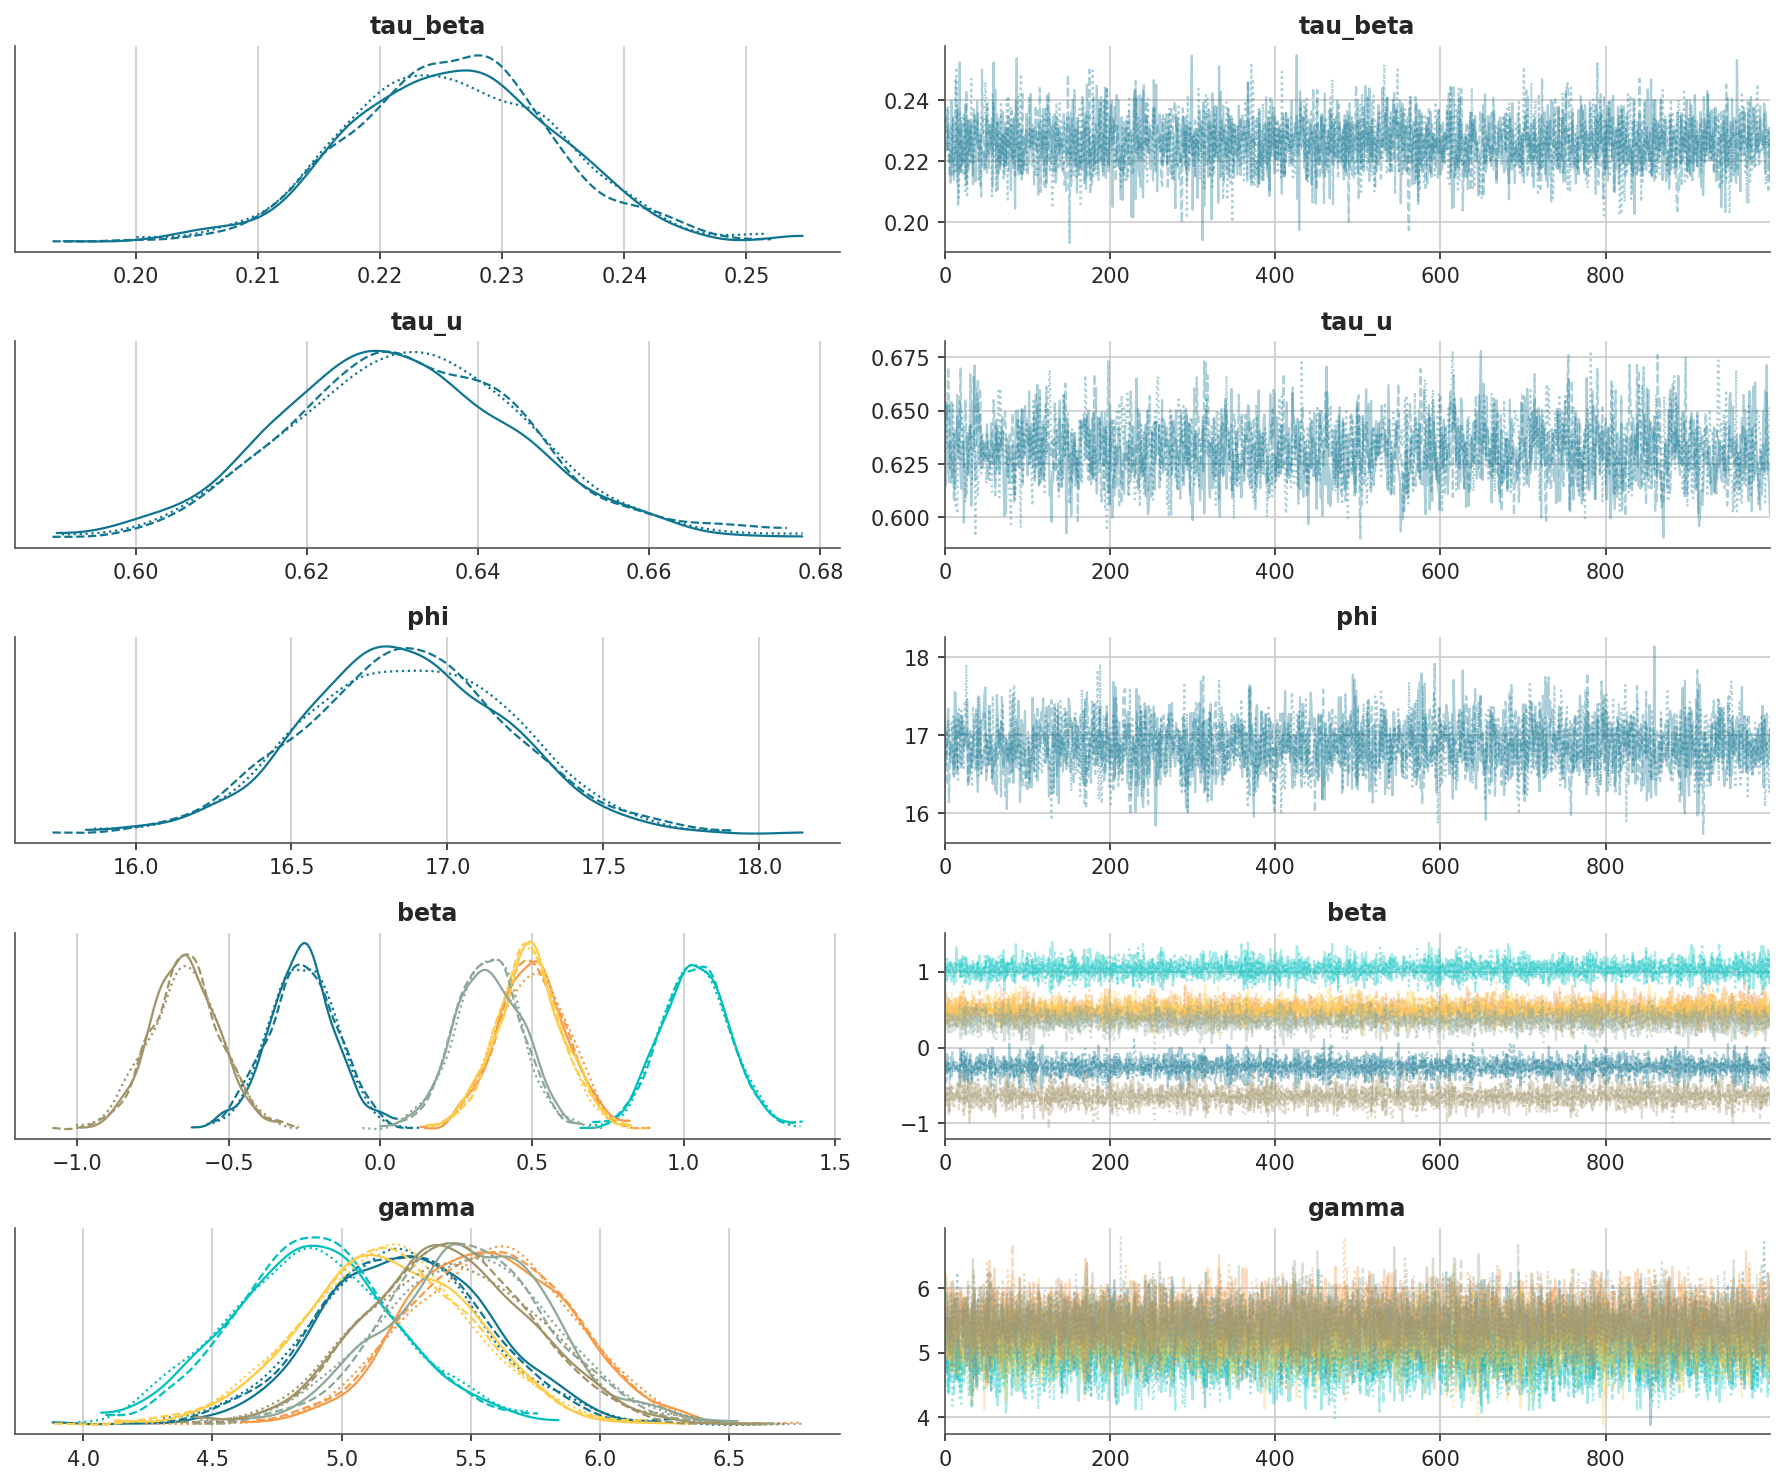 tau_beta
0.20 0.21 0.22 0.23 0.24 0.25
tau_beta
0.24
0.22
0.20
0 200 400 600 800
tau_u
0.60 0.62 0.64 0.66 0.68
tau_u
0.675
0.650
0.625
0.600
0 200 400 600 800
phi
16.0 16.5 17.0 17.5 18.0
phi
18
17
16
0 200 400 600 800
beta
−1.0 −0.5 0.0 0.5 1.0 1.5
beta
1
0
−1
0 200 400 600 800
gamma
4.0 4.5 5.0 5.5 6.0 6.5
gamma
6
5
4
0 200 400 600 800